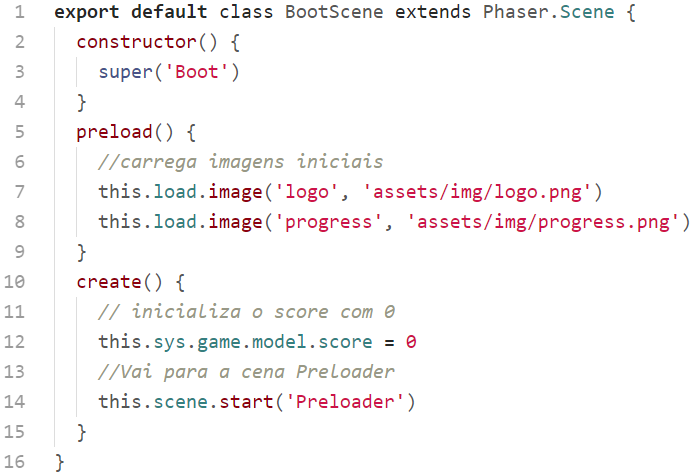 1 export default class BootScene extends Phaser.Scene {
2 constructor() {
3 super('Boot')
4 }
5 preload() {
6 //carrega imagens iniciais
7 this.load.image('logo', 'assets/img/logo.png')
8 this.load.image('progress', 'assets/img/progress.png')
9 }
10 create() {
11 // inicializa o score com 0
12 this.sys.game.model.score = 0
13 //Vai para a cena Preloader
14 this.scene.start('Preloader')
15 }
16 }